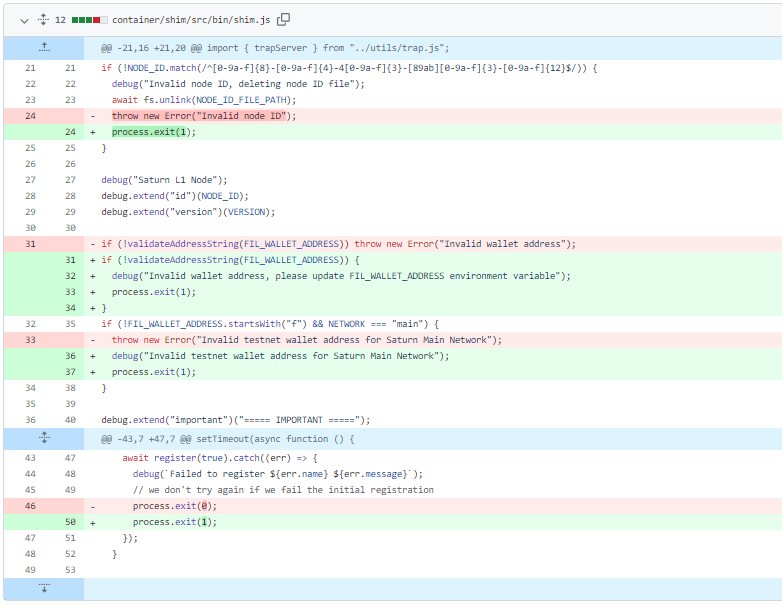 12 container/shim/src/bin/shim.js
@@ -21,16 +21,20 @@ import { trapServer } from "../utils/trap.js";
21 21 if (!NODE_ID.match(/^[0-9a-f]{8}-[0-9a-f]{4}-4[0-9a-f]{3}-[89ab][0-9a-f]{3}-[0-9a-f]{12}$/)) {
22 22 debug("Invalid node ID, deleting node ID file");
23 23 await fs.unlink(NODE_ID_FILE_PATH);
24 - throw new Error("Invalid node ID");
24 + process.exit(1);
25 25 }
26 26
27 27 debug("Saturn L1 Node");
28 28 debug.extend("id")(NODE_ID);
29 29 debug.extend("version")(VERSION);
30 30
31 - if (!validateAddressString(FIL_WALLET_ADDRESS)) throw new Error("Invalid wallet address");
31 + if (!validateAddressString(FIL_WALLET_ADDRESS)) {
32 + debug("Invalid wallet address, please update FIL_WALLET_ADDRESS environment variable");
33 + process.exit(1);
34 + }
32 35 if (!FIL_WALLET_ADDRESS.startsWith("f") && NETWORK === "main") {
33 - throw new Error("Invalid testnet wallet address for Saturn Main Network");
36 + debug("Invalid testnet wallet address for Saturn Main Network");
37 + process.exit(1);
34 38 }
35 39
36 40 debug.extend("important")("===== IMPORTANT =====");
@@ -43,7 +47,7 @@ setTimeout(async function () {
43 47 await register(true).catch((err) => {
44 48 debug(`Failed to register ${err.name} ${err.message}`);
45 49 // we don't try again if we fail the initial registration
46 - process.exit(0);
50 + process.exit(1);
47 51 });
48 52 }
49 53